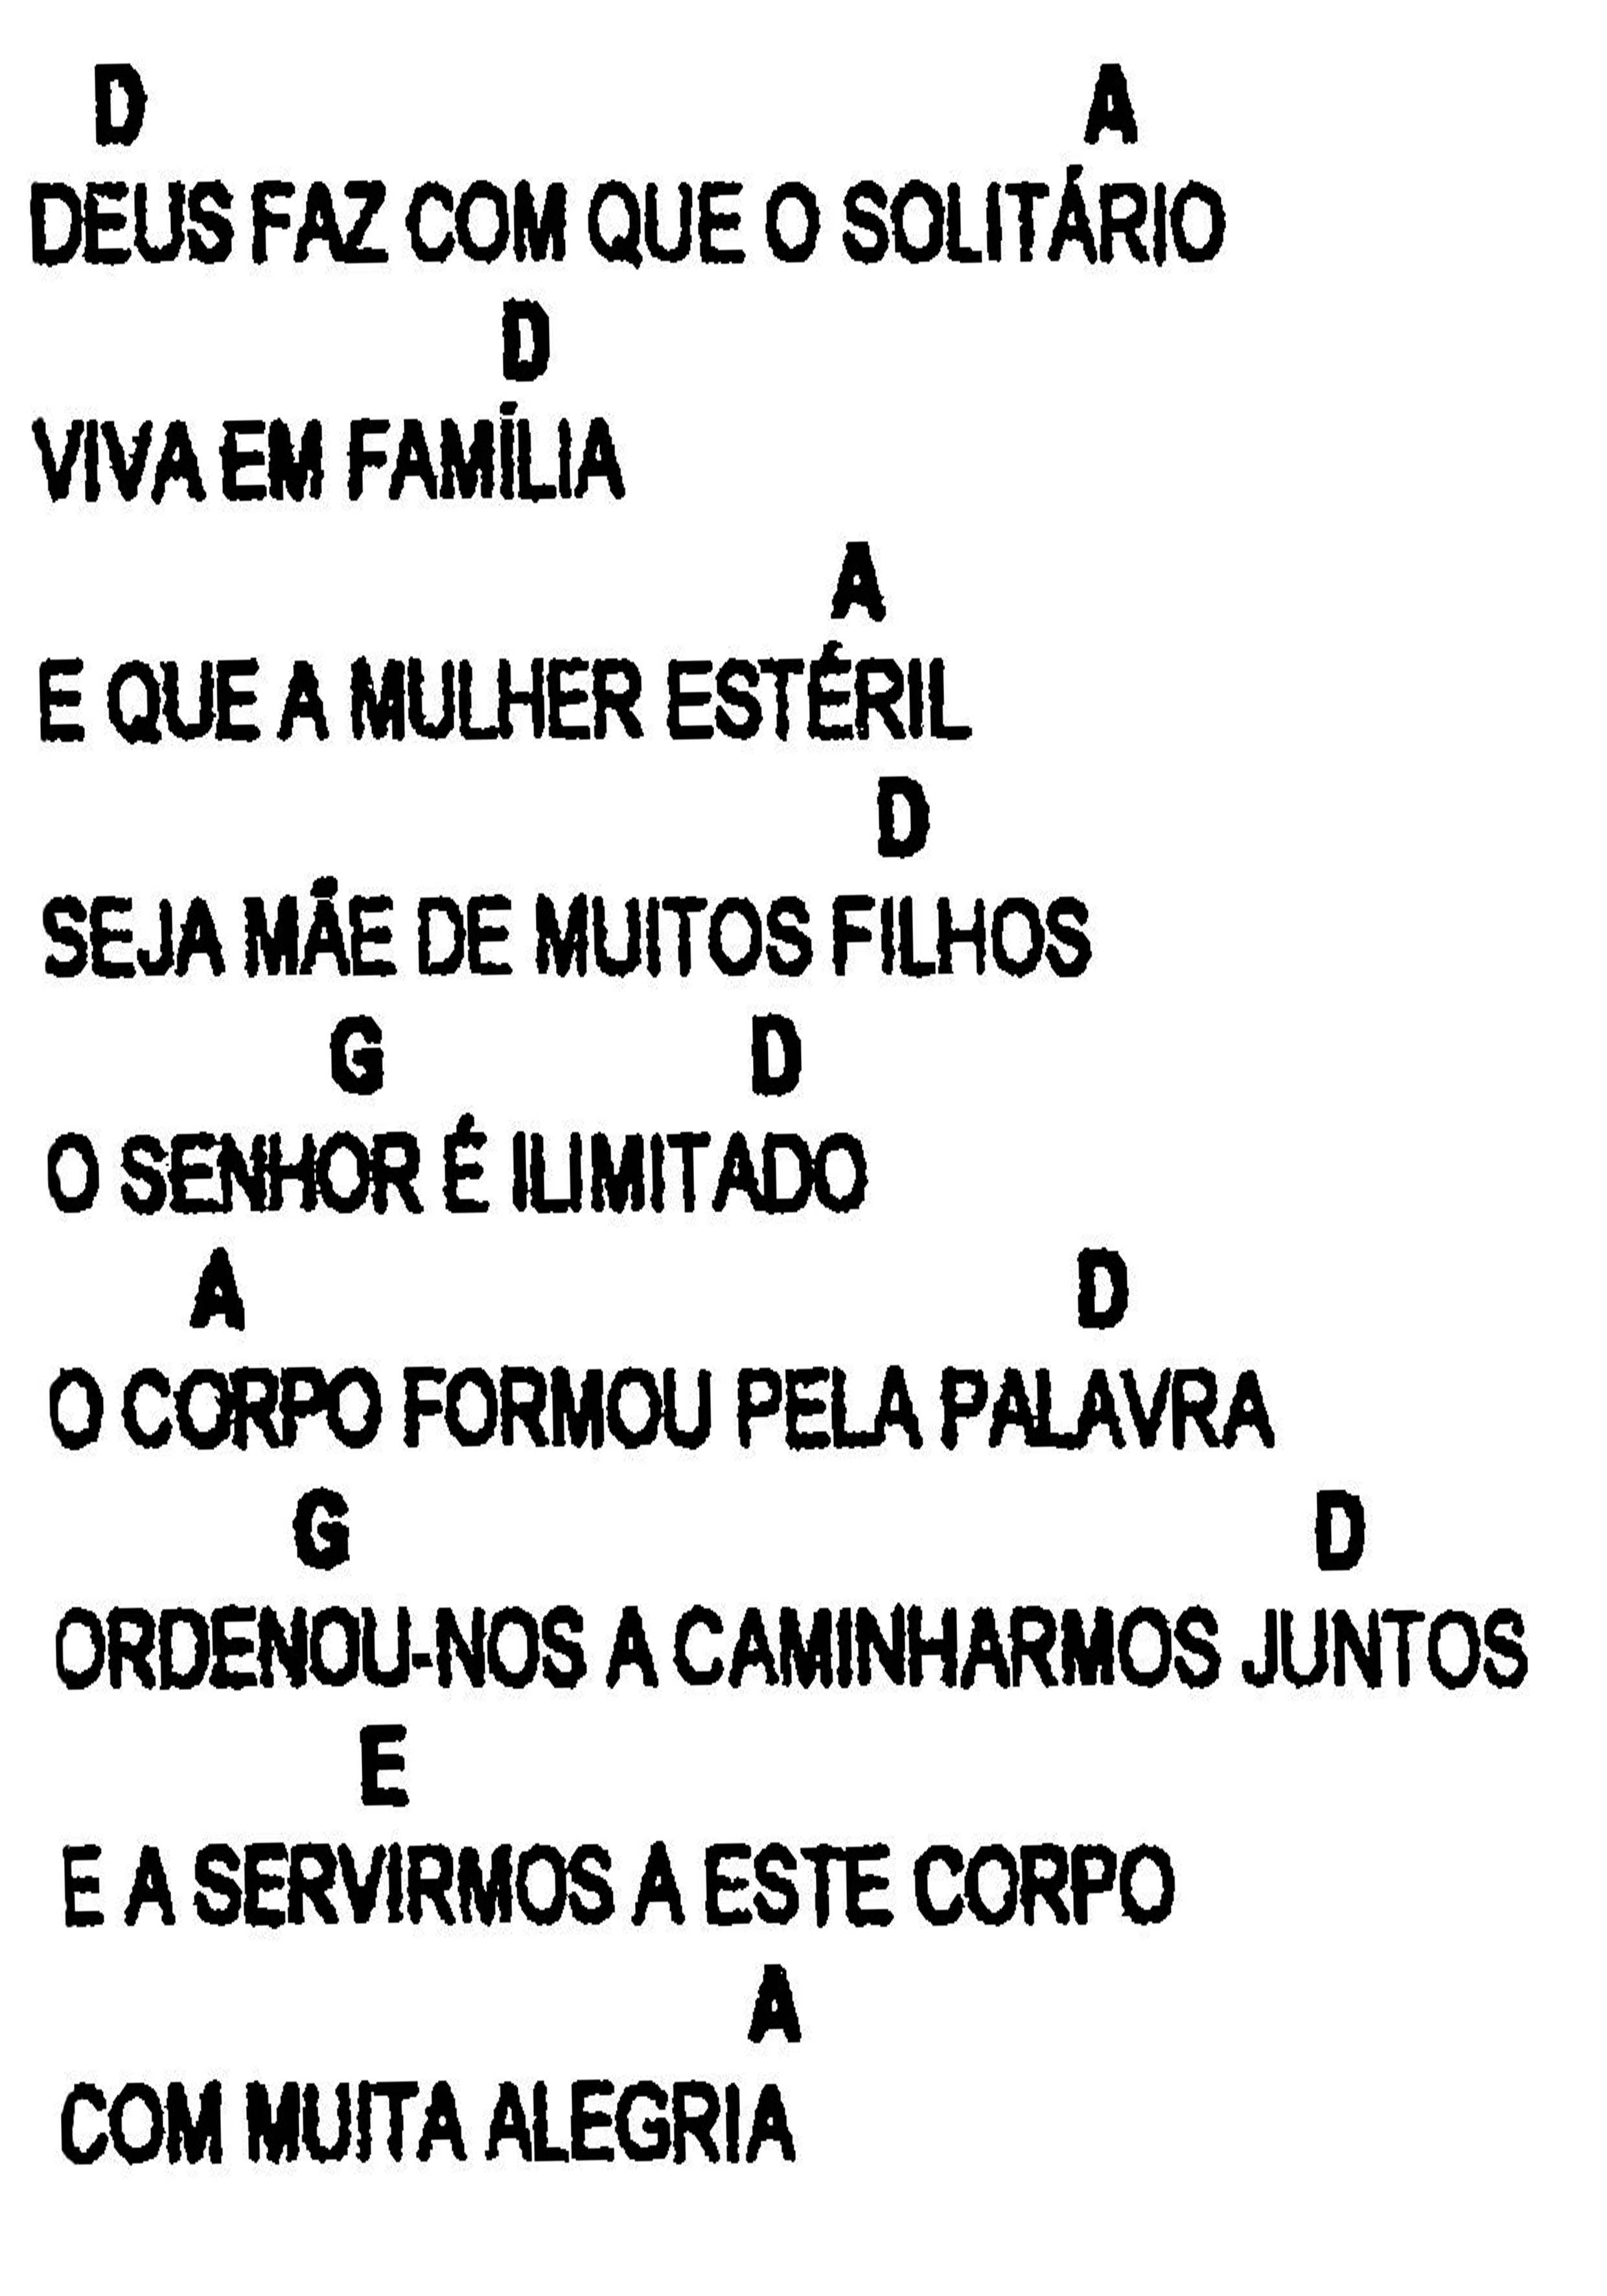 D A
DEUS FAZ COM QUE O SOLITÁRIO
D
VIVA EM FAMÍLIA
A
E QUE A MULHER ESTÉRIL
D
SEJA MÃE DE MUITOS FILHOS
G D
O SENHOR É ILIMITADO
A D
O CORPO FORMOU PELA PALAVRA
G D
ORDENOU-NOS A CAMINHARMOS JUNTOS
E
E A SERVIRMOS A ESTE CORPO
A
COM MUITA ALEGRIA